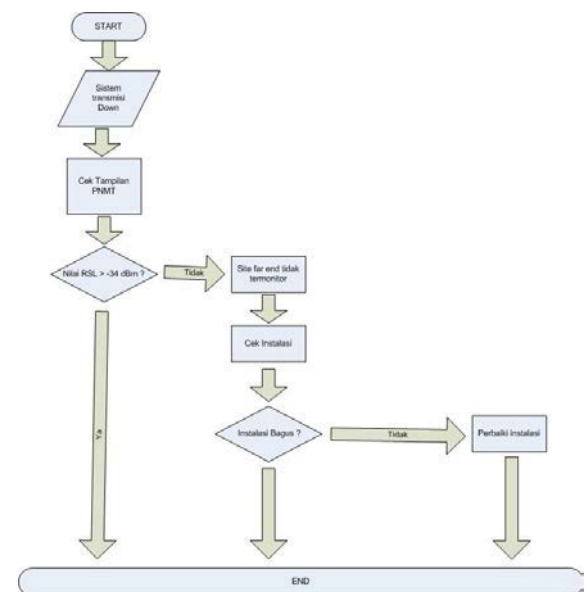 START
Sistem
transmisi
Down
Cek Tampilan
PNMT
Nilai RSL > -34 dBm ?
Tidak
Site far end tidak
termonitor
Cek Instalasi
Instalasi Bagus ?
Tidak
Perbaiki instalasi
Ya
END